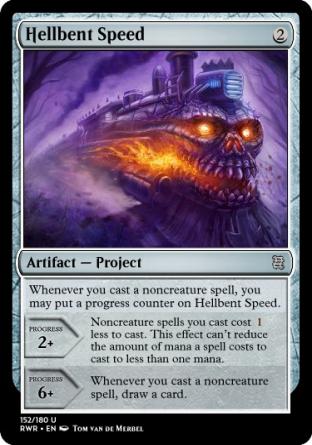 Hellbent Speed 2
Artifact — Project
Whenever you cast a noncreature spell, you
may put a progress counter on Hellbent Speed.
PROGRESS
2+
Noncreature spells you cast cost 1
less to cast. This effect can't reduce
the amount of mana a spell costs to
cast to less than one mana.
PROGRESS
6+
Whenever you cast a noncreature
spell, draw a card.
152/180 U
RWR • EN Tom van de Merbel